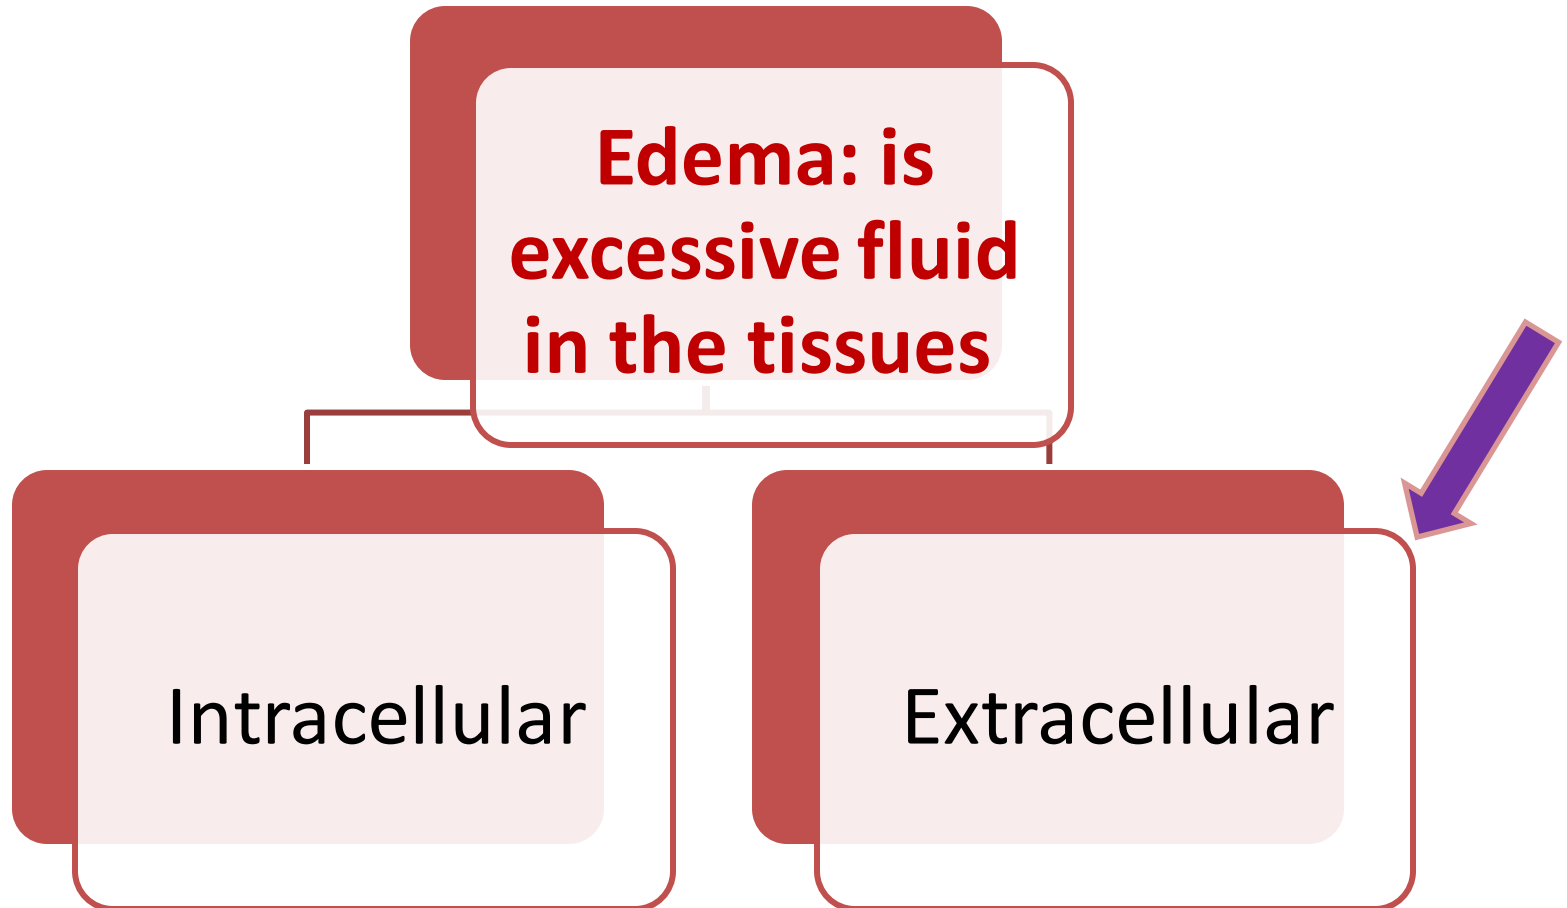 Edema: is
excessive fluid
in the tissues
Intracellular
Extracellular